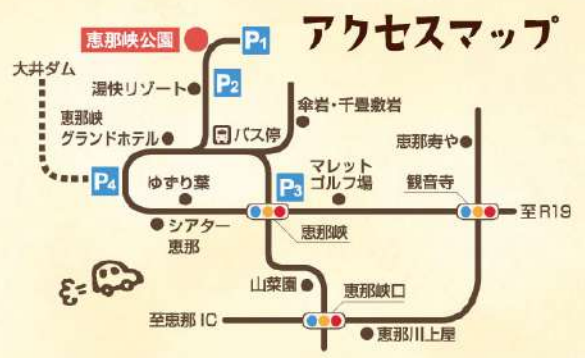 アクセスマップ
恵那峡公園
P1
大井ダム
湯快リゾート
P2
傘岩・千畳敷岩
恵那峡
グランドホテル
バス停
恵那寿や
P4
ゆずり葉
P3
マレット
ゴルフ場
観音寺
至R19
シアター
恵那
恵那峡
山菜園
恵那峡口
至恵那IC
恵那川上屋